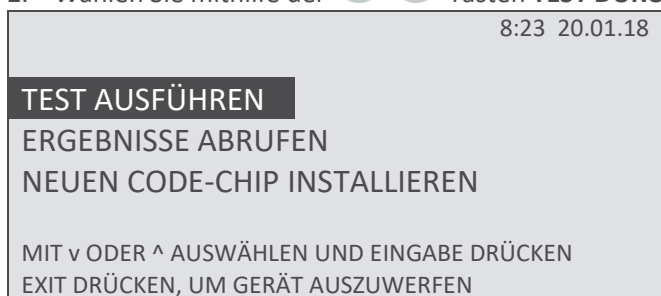 8:23 20.01.18
TEST AUSFÜHREN
ERGEBNISSE ABRUFEN
NEUEN CODE-CHIP INSTALLIEREN
MIT v ODER ^ AUSWÄHLEN UND EINGABE DRÜCKEN
EXIT DRÜCKEN, UM GERÄT AUSZUWERFEN